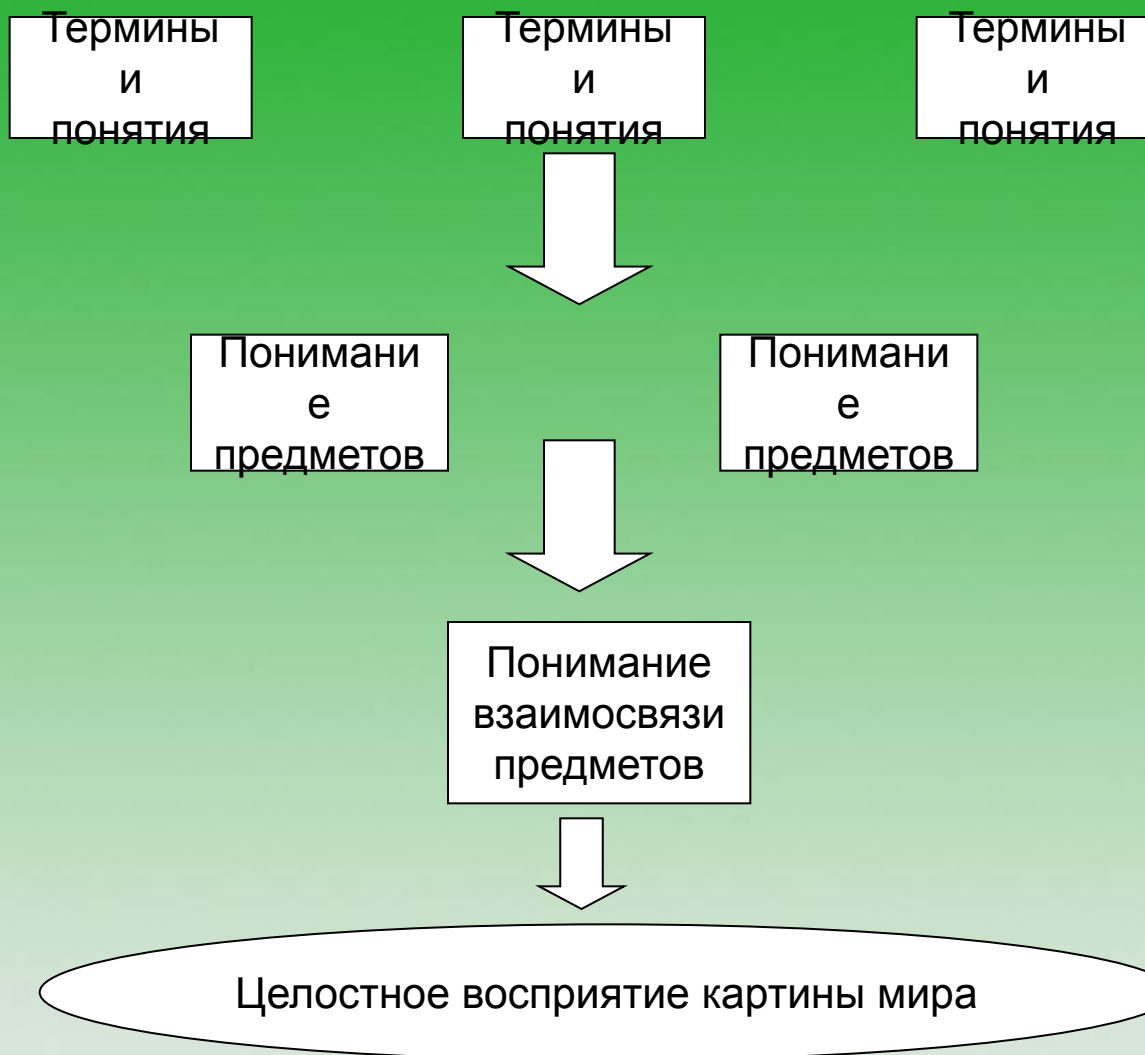 Термины
и
понятия
Термины
и
понятия
Термины
и
понятия
Понимани
е
предметов
Понимани
е
предметов
Понимание
взаимосвязи
предметов
Целостное восприятие картины мира